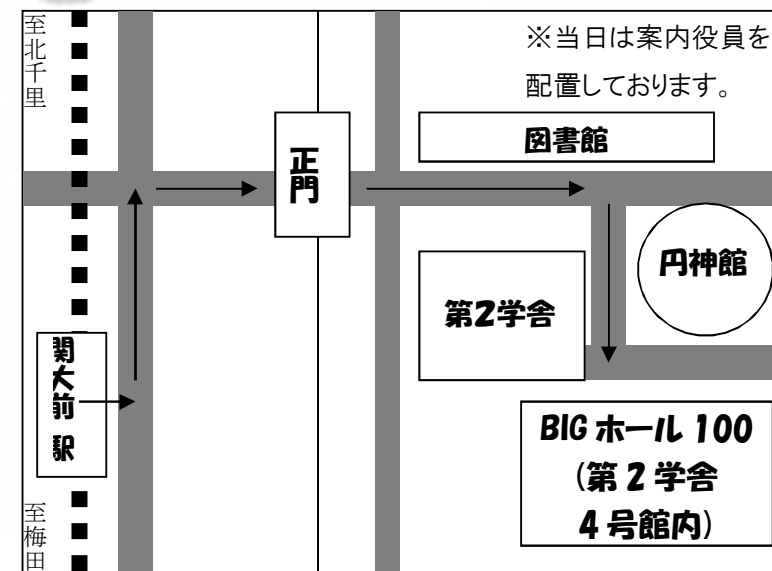 至北千里
※当日は案内役員を
配置しております。
図書館
正門
円神館
第2学舎
関大前 駅
BIG ホール 100
(第 2 学舎
4 号館内)
至梅田